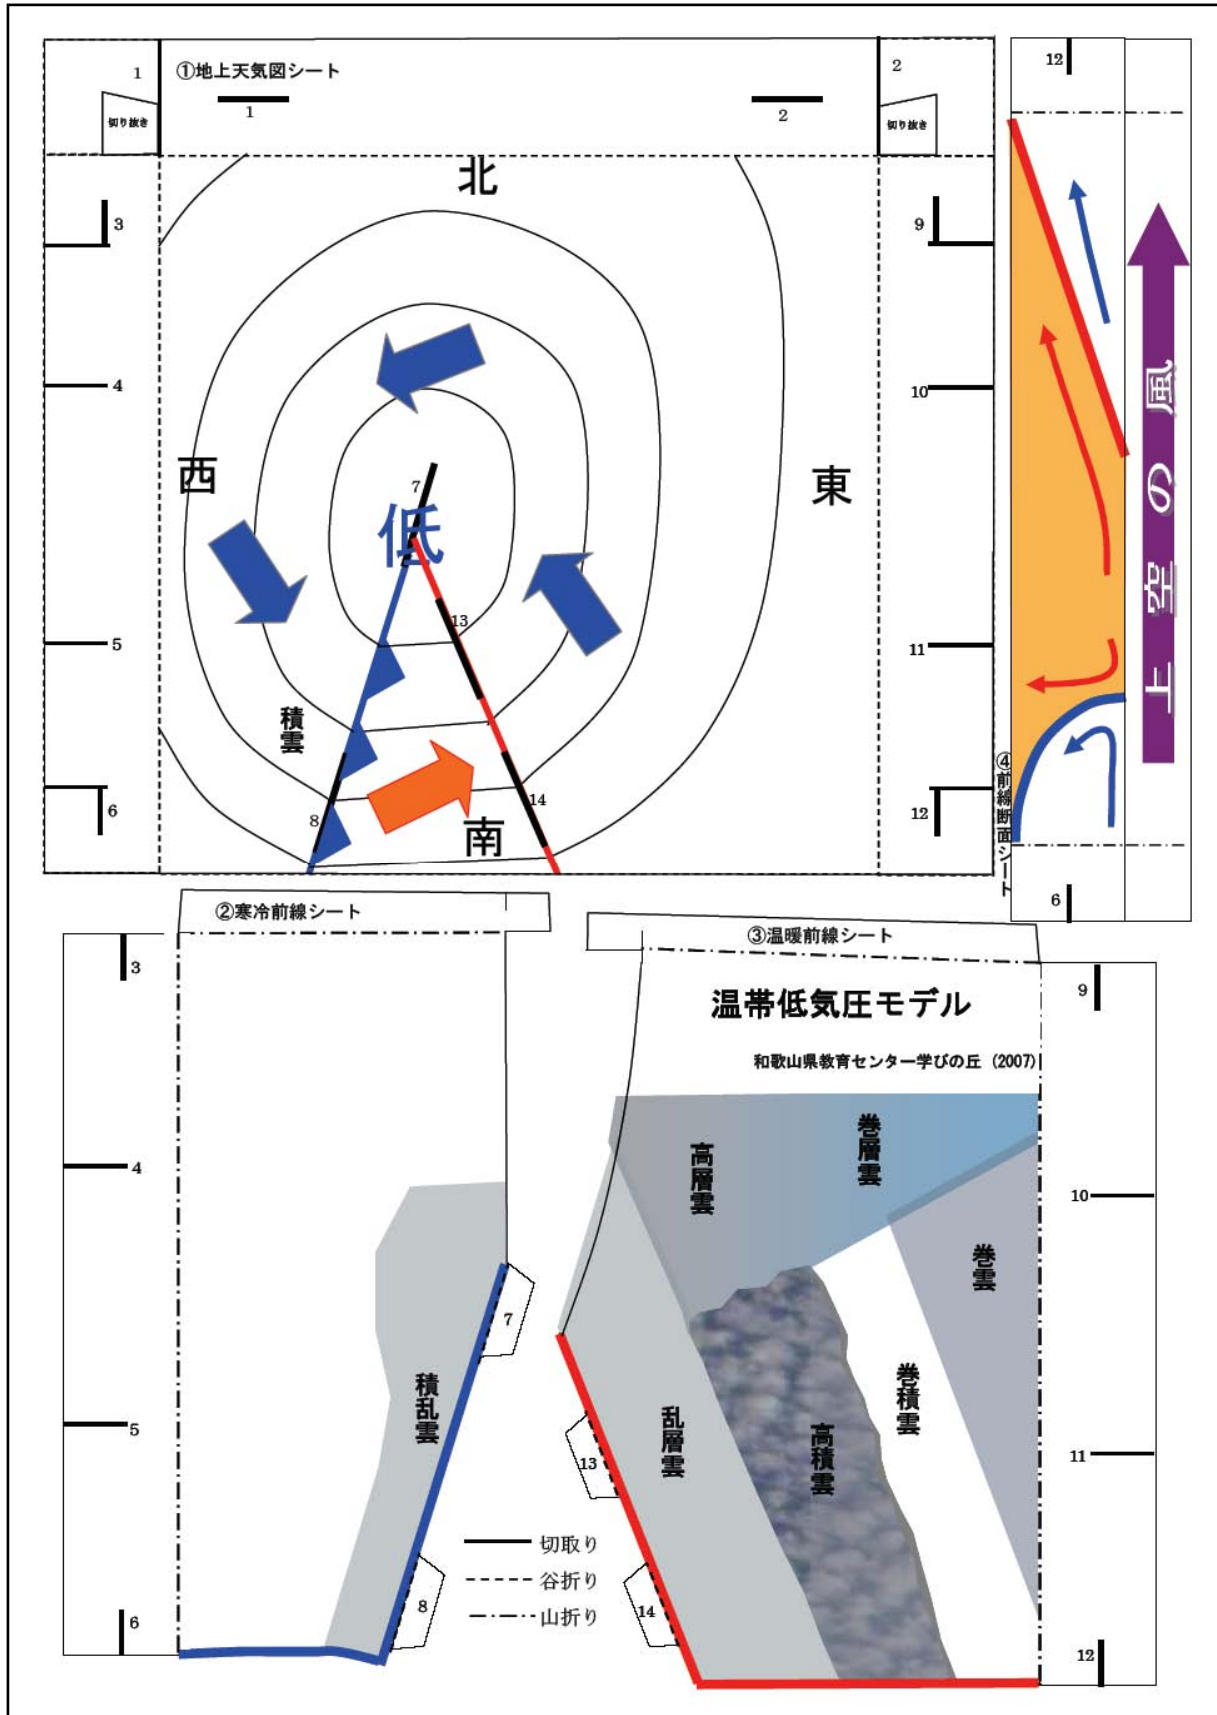 1
①地上天気図シート
2
12
1
2
切り抜き
切り抜き
北
3
9
4
10
西
東
7
低
上空の風
13
5
11
積雲
④前線断面シート
6
8
南
14
12
6
②寒冷前線シート
③温暖前線シート
3
9
温帯低気圧モデル
和歌山県教育センター学びの丘 (2007)
巻層雲
高層雲
4
10
巻雲
7
積乱雲
巻積雲
乱層雲
高積雲
5
11
13
切取り
谷折り
山折り
8
14
6
12